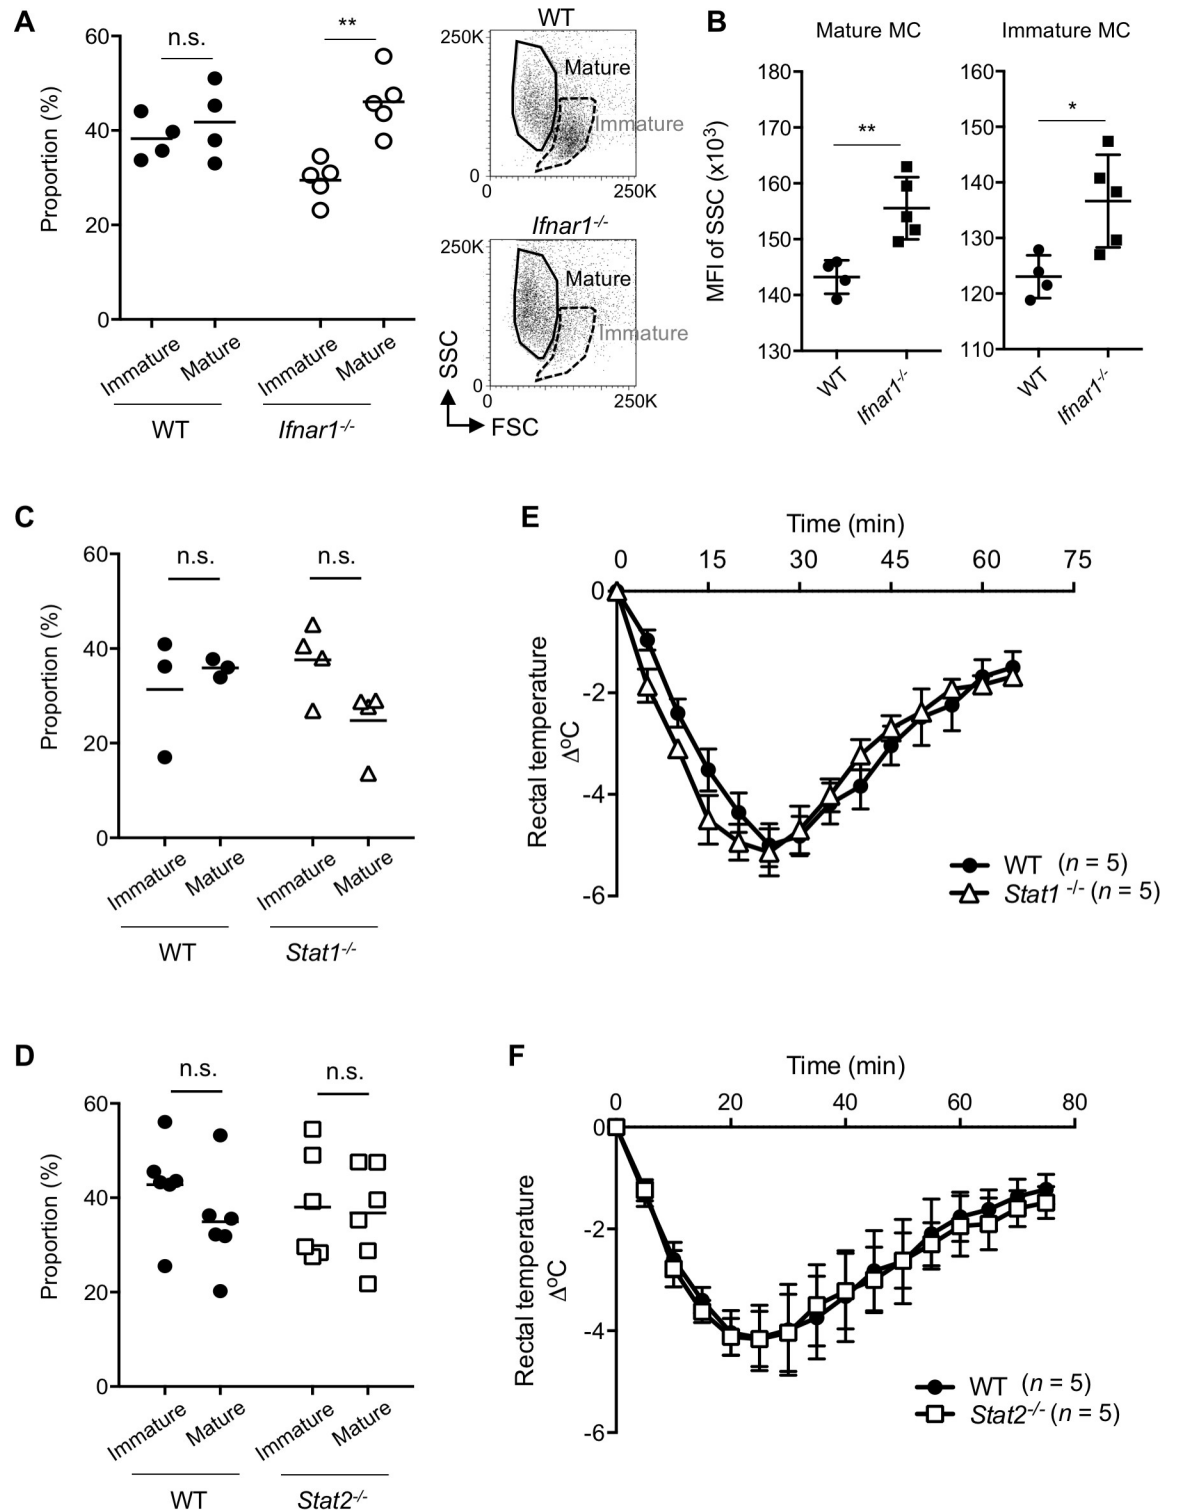 A
n.s.
**
60
40
20
0
Proportion (%)
Immature
Mature
Immature
Mature
WT
Ifnar1-/-
WT
250K
Mature
Immature
0
0
250K
Ifnar1-/-
250K
Mature
Immature
0
0
250K
SSC
FSC
B
Mature MC
Immature MC
MFI of SSC (x10³)
180
170
160
150
140
130
**
WT
Ifnar1-/-
160
150
140
130
120
110
*
WT
Ifnar1-/-
C
n.s.
n.s.
60
40
20
0
Proportion (%)
Immature
Mature
Immature
Mature
WT
Stat1-/-
E
Time (min)
0 15 30 45 60 75
0
-2
-4
-6
Rectal temperature
Δ°C
WT (n = 5)
Stat1 -/- (n = 5)
D
n.s.
n.s.
60
40
20
0
Proportion (%)
Immature
Mature
Immature
Mature
WT
Stat2-/-
F
Time (min)
0 20 40 60 80
0
-2
-4
-6
Rectal temperature
Δ°C
WT (n = 5)
Stat2-/- (n = 5)